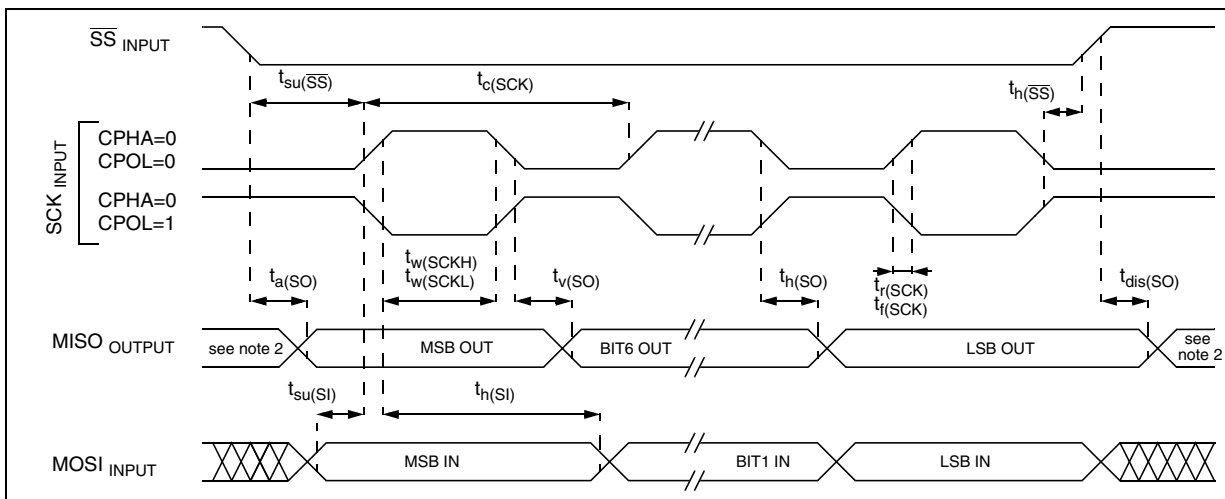 SS INPUT
tsu(SS)
tc(SCK)
th(SS)
SCK INPUT
CPHA=0
CPOL=0
CPHA=0
CPOL=1
ta(SO)
tw(SCKH)
tw(SCKL)
tv(SO)
th(SO)
tr(SCK)
tf(SCK)
tdis(SO)
MISO OUTPUT
see note 2
MSB OUT
BIT6 OUT
LSB OUT
see
note 2
tsu(SI)
th(SI)
MOSI INPUT
MSB IN
BIT1 IN
LSB IN